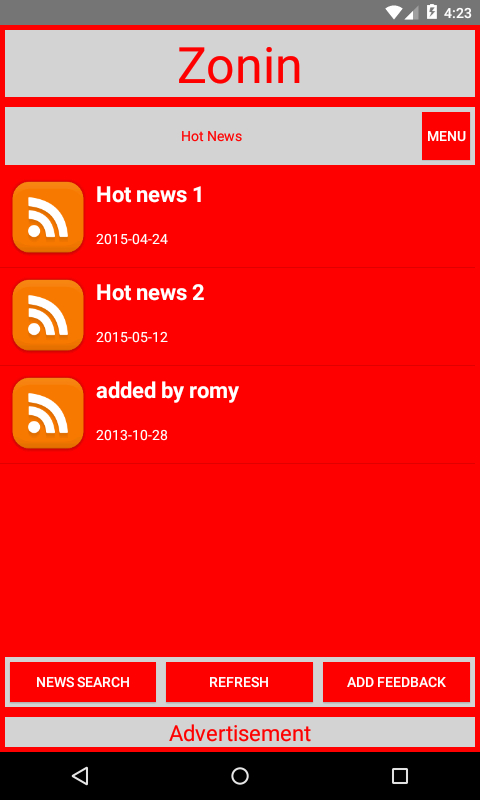 4:23
Zonin
Hot News
MENU
Hot news 1
2015-04-24
Hot news 2
2015-05-12
added by romy
2013-10-28
NEWS SEARCH
REFRESH
ADD FEEDBACK
Advertisement